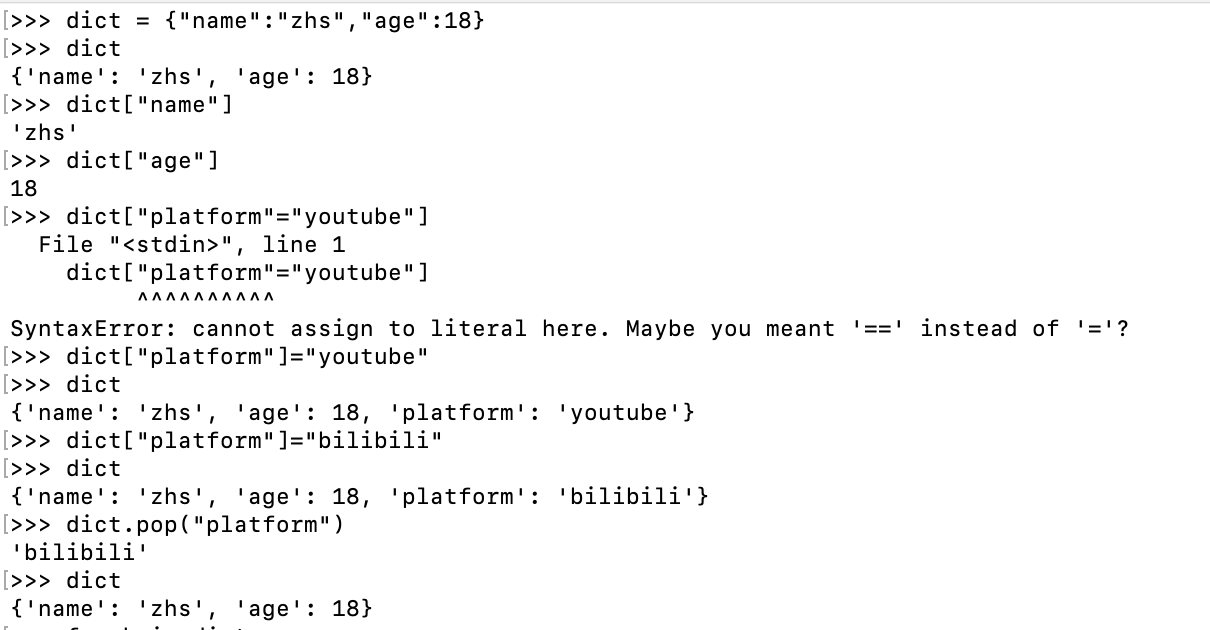 [>>> dict = {"name":"zhs","age":18}
[>>> dict
{'name': 'zhs', 'age': 18}
[>>> dict["name"]
'zhs'
[>>> dict["age"]
18
[>>> dict["platform"="youtube"]
  File "<stdin>", line 1
    dict["platform"="youtube"]
         ^^^^^^^^^^
SyntaxError: cannot assign to literal here. Maybe you meant '==' instead of '='?
[>>> dict["platform"]="youtube"
[>>> dict
{'name': 'zhs', 'age': 18, 'platform': 'youtube'}
[>>> dict["platform"]="bilibili"
[>>> dict
{'name': 'zhs', 'age': 18, 'platform': 'bilibili'}
[>>> dict.pop("platform")
'bilibili'
[>>> dict
{'name': 'zhs', 'age': 18}